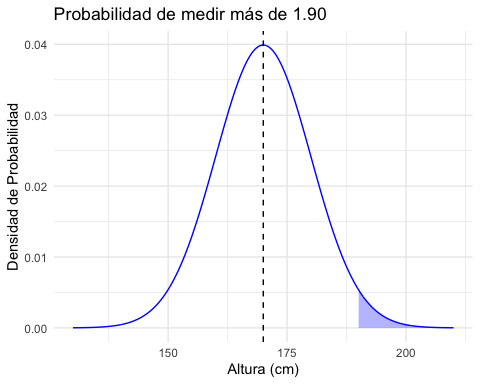 Probabilidad de medir más de 1.90
Densidad de Probabilidad
0.04
0.03
0.02
0.01
0.00
150
175
200
Altura (cm)